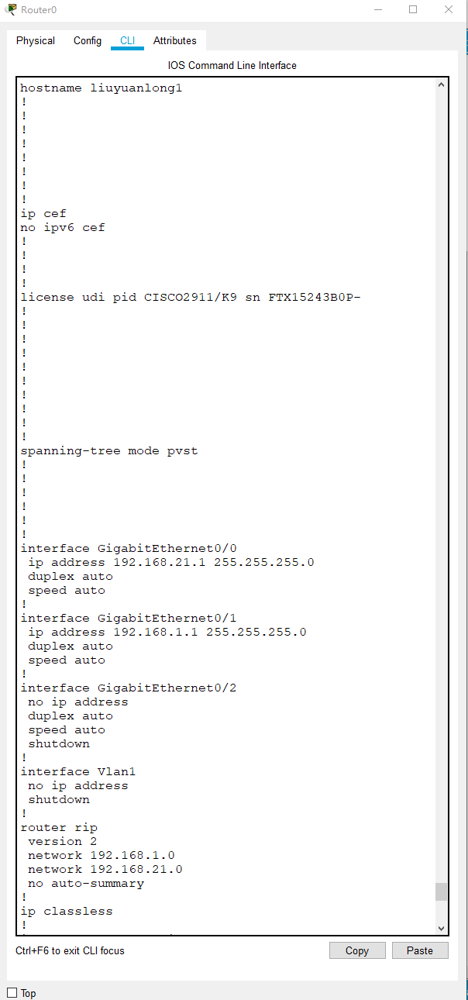 Router0
Physical Config CLI Attributes
IOS Command Line Interface
hostname liuyuanlong1
!
!
!
!
!
!
!
!
ip cef
no ipv6 cef
!
!
!
!
license udi pid CISCO2911/K9 sn FTX15243B0P-
!
!
!
!
!
!
!
!
!
!
spanning-tree mode pvst
!
!
!
!
!
!
interface GigabitEthernet0/0
 ip address 192.168.21.1 255.255.255.0
 duplex auto
 speed auto
!
interface GigabitEthernet0/1
 ip address 192.168.1.1 255.255.255.0
 duplex auto
 speed auto
!
interface GigabitEthernet0/2
 no ip address
 duplex auto
 speed auto
 shutdown
!
interface Vlan1
 no ip address
 shutdown
!
router rip
 version 2
 network 192.168.1.0
 network 192.168.21.0
 no auto-summary
!
ip classless
!
Ctrl+F6 to exit CLI focus
Copy Paste
Top